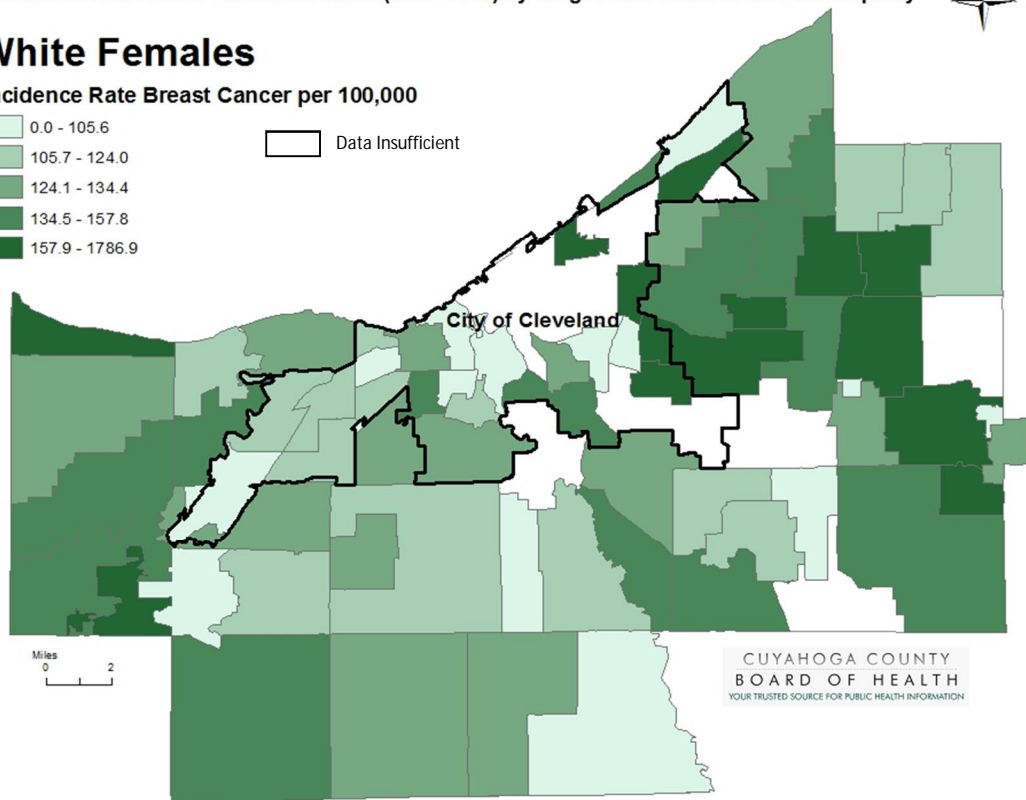 White Females
ncidence Rate Breast Cancer per 100,000
0.0 - 105.6
105.7 - 124.0
124.1 - 134.4
134.5 - 157.8
157.9 - 1786.9
Data Insufficient
City of Cleveland
Miles
0 2
CUYAHOGA COUNTY
BOARD OF HEALTH
YOUR TRUSTED SOURCE FOR PUBLIC HEALTH INFORMATION